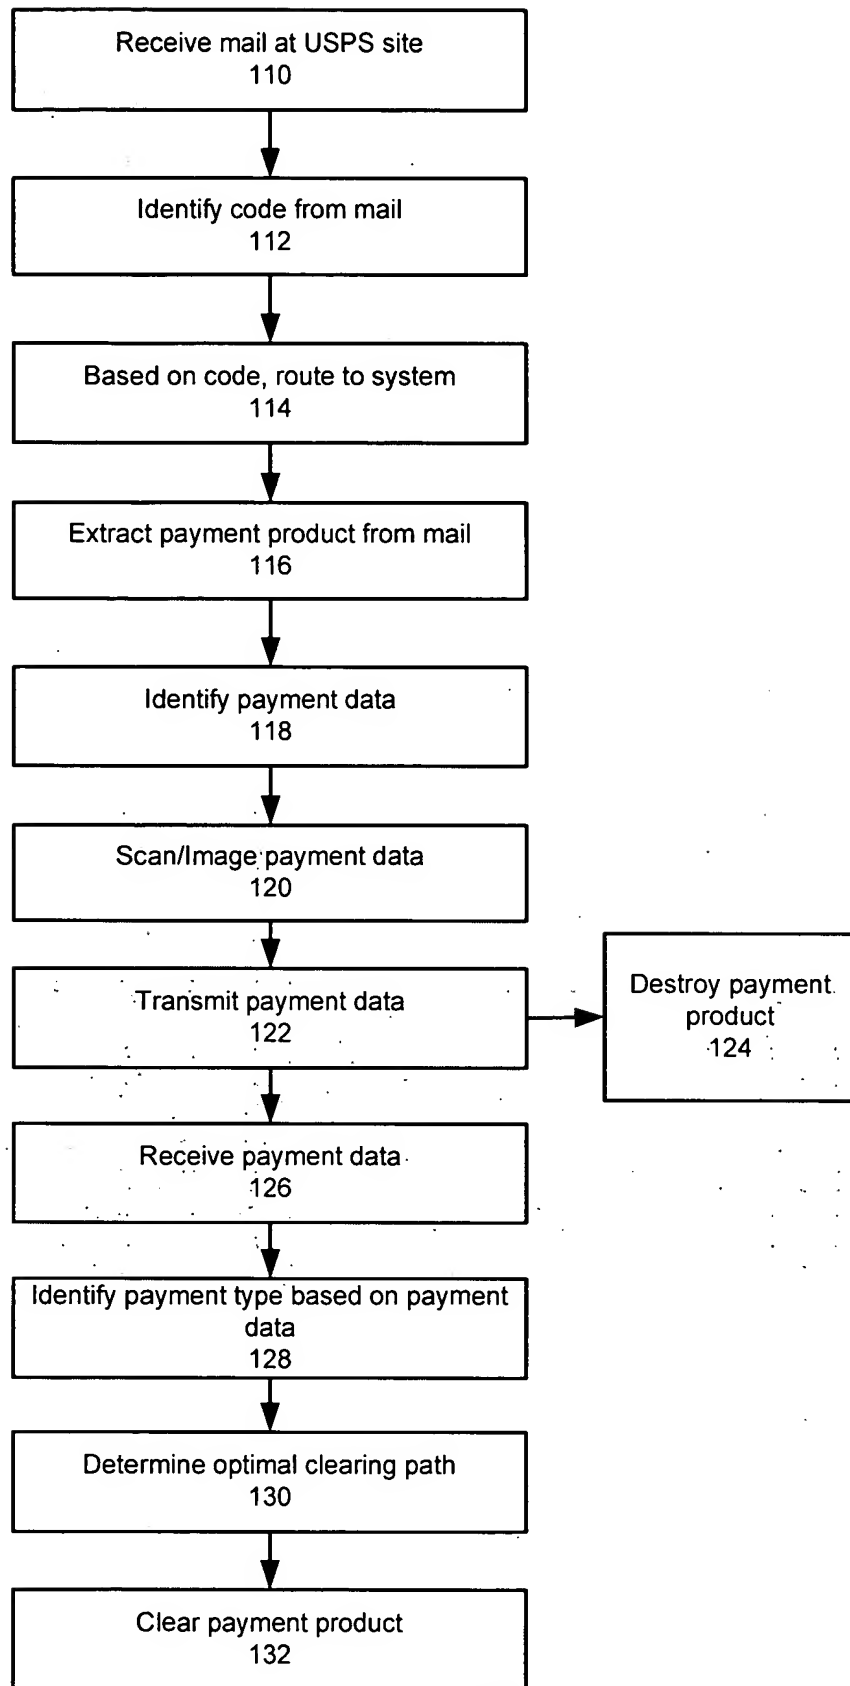 Receive mail at USPS site
110
Identify code from mail
112
Based on code, route to system
114
Extract payment product from mail
116
Identify payment data
118
Scan/Image payment data
120
Transmit payment data
122
Destroy payment
product
124
Receive payment data
126
Identify payment type based on payment
data
128
Determine optimal clearing path
130
Clear payment product
132